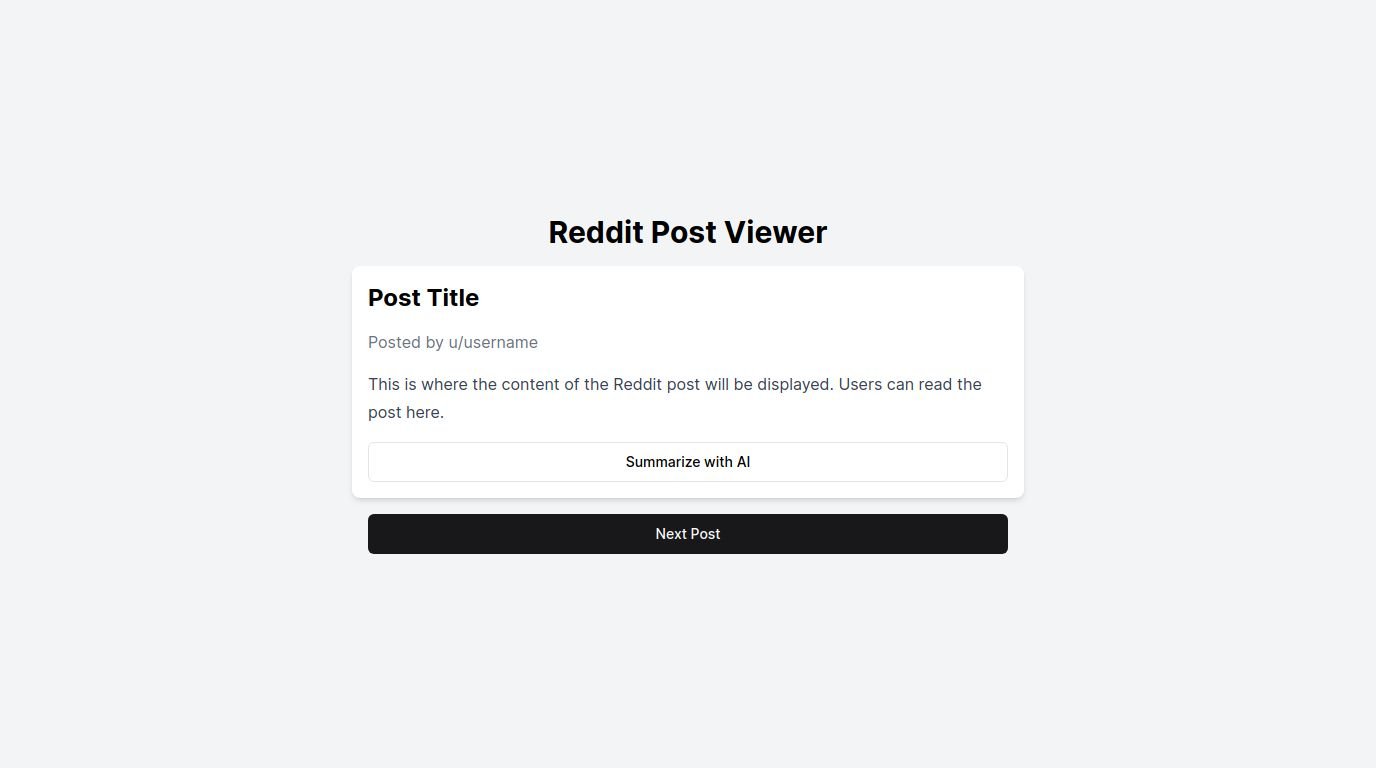 Reddit Post Viewer
Post Title
Posted by u/username
This is where the content of the Reddit post will be displayed. Users can read the
post here.
Summarize with AI
Next Post